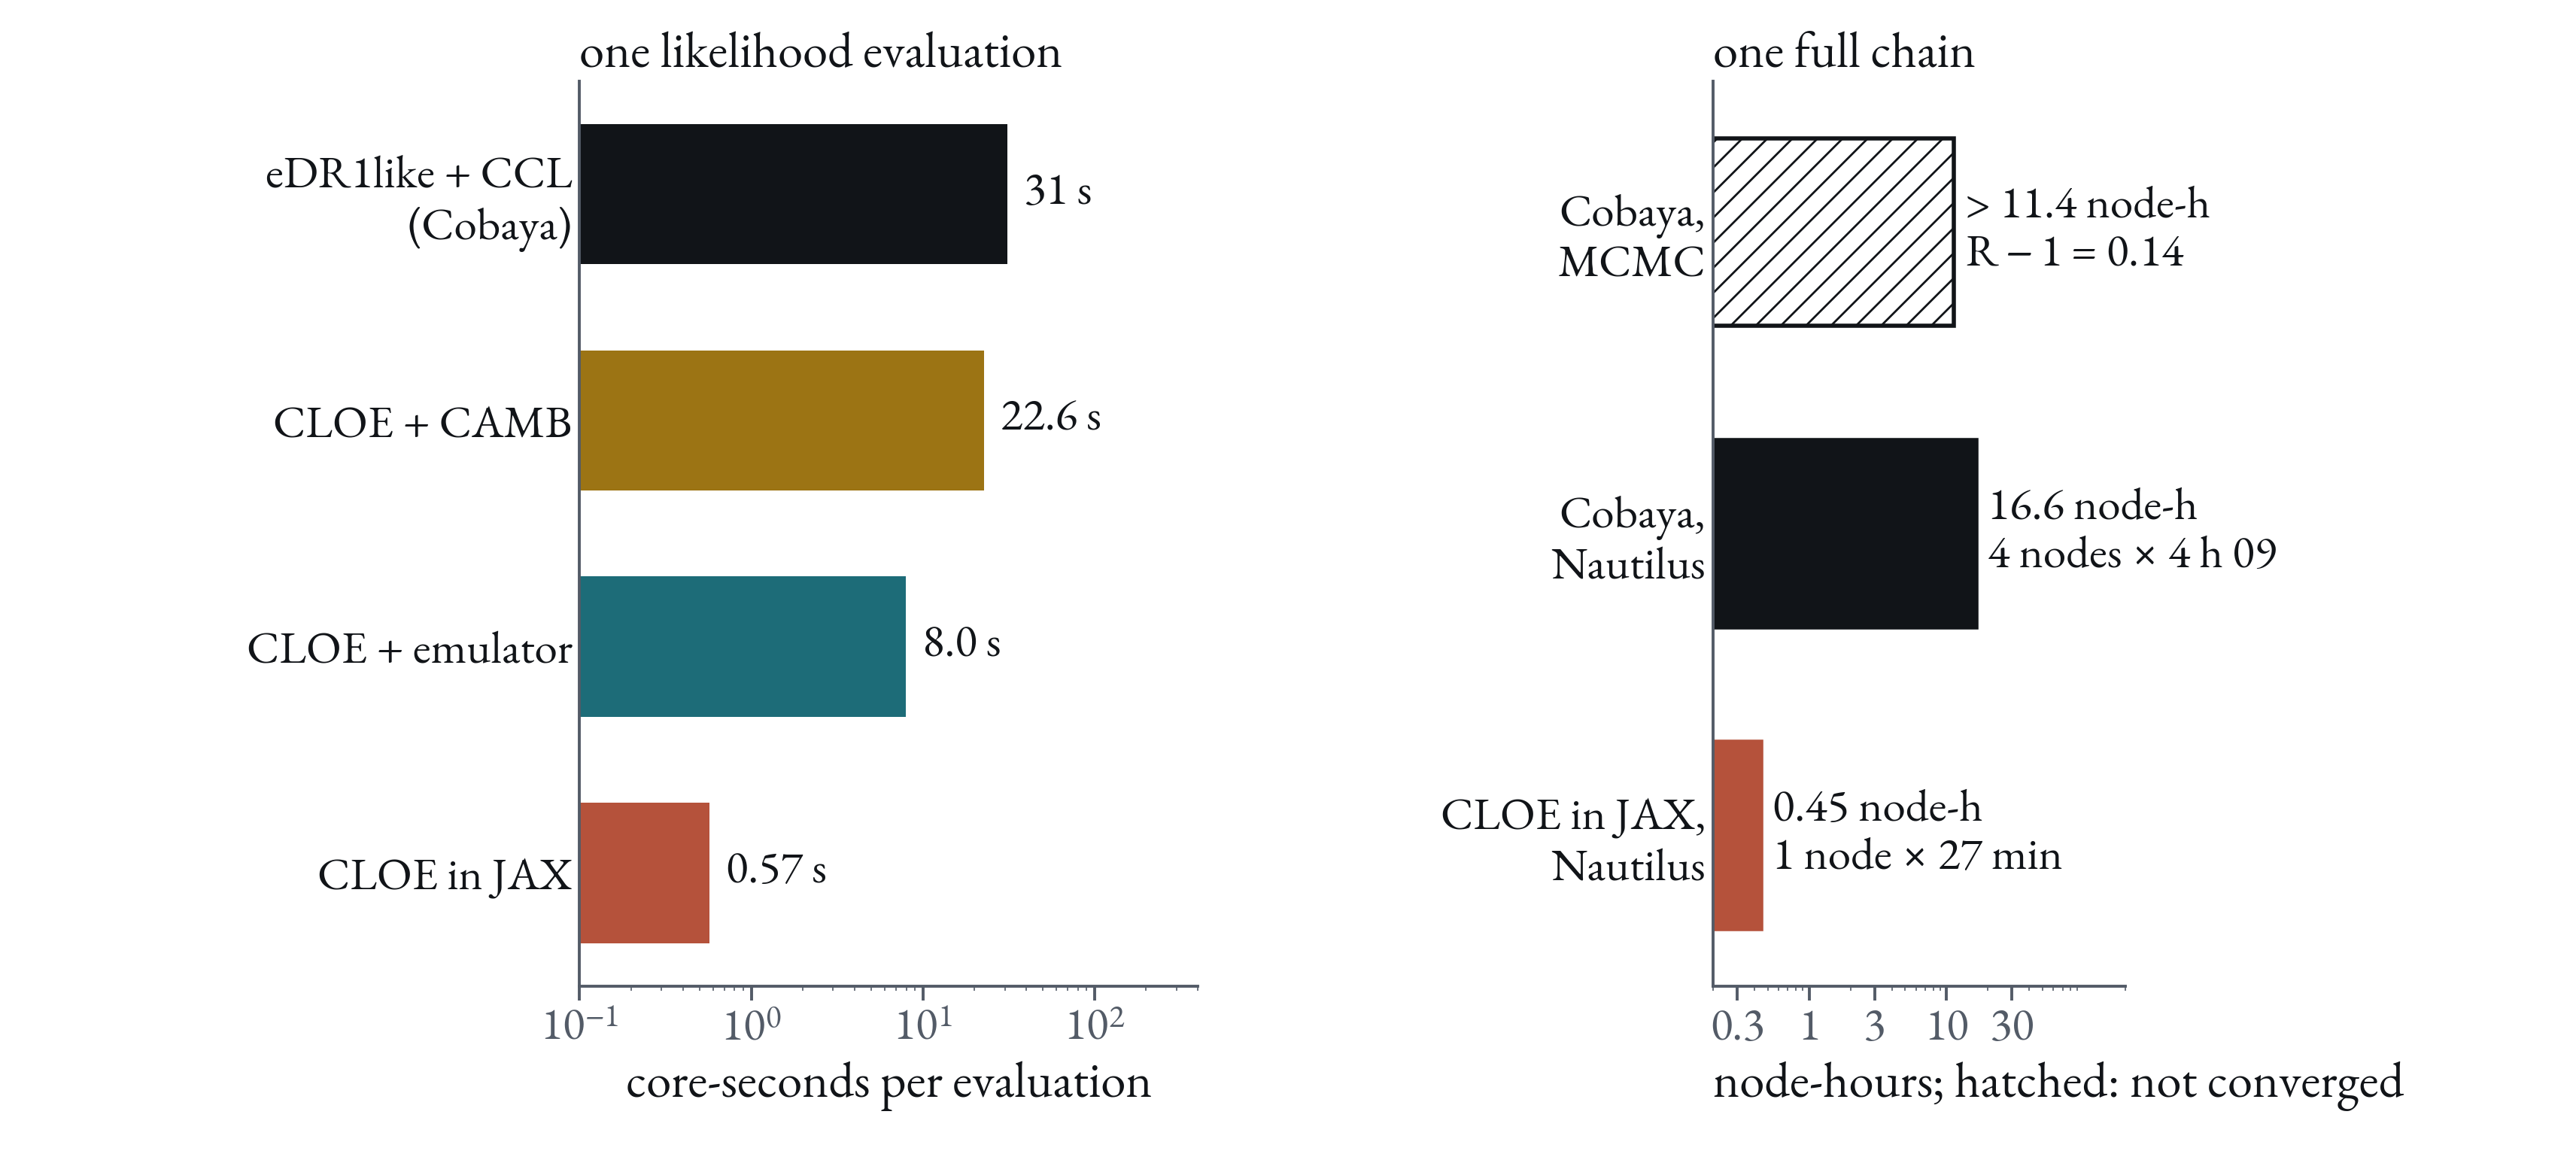 one likelihood evaluation
eDR1like + CCL
(Cobaya)
31 s
CLOE + CAMB
22.6 s
CLOE + emulator
8.0 s
CLOE in JAX
0.57 s
10⁻¹ 10⁰ 10¹ 10²
core-seconds per evaluation
one full chain
Cobaya,
MCMC
> 11.4 node-h
R − 1 = 0.14
Cobaya,
Nautilus
16.6 node-h
4 nodes × 4 h 09
CLOE in JAX,
Nautilus
0.45 node-h
1 node × 27 min
0.3 1 3 10 30
node-hours; hatched: not converged